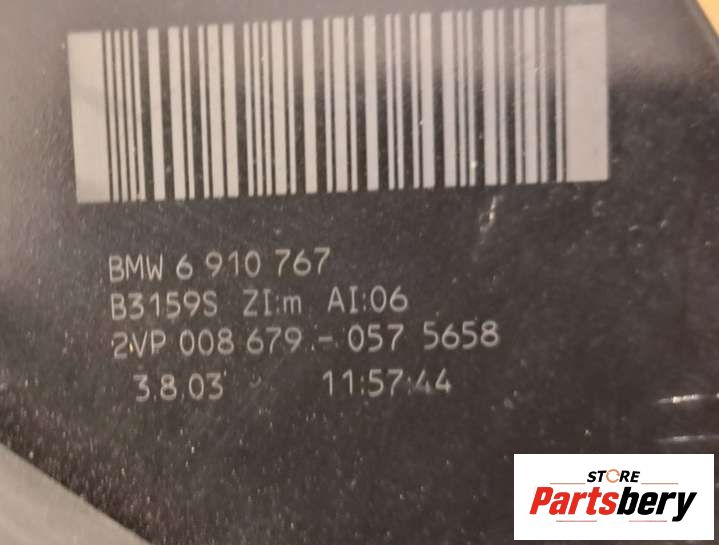 BMW 6 910 767
B3159S ZI:m AI:06
2VP 008 679 - 057 5658
3.8.03 11:57:44
STORE
Partsbery